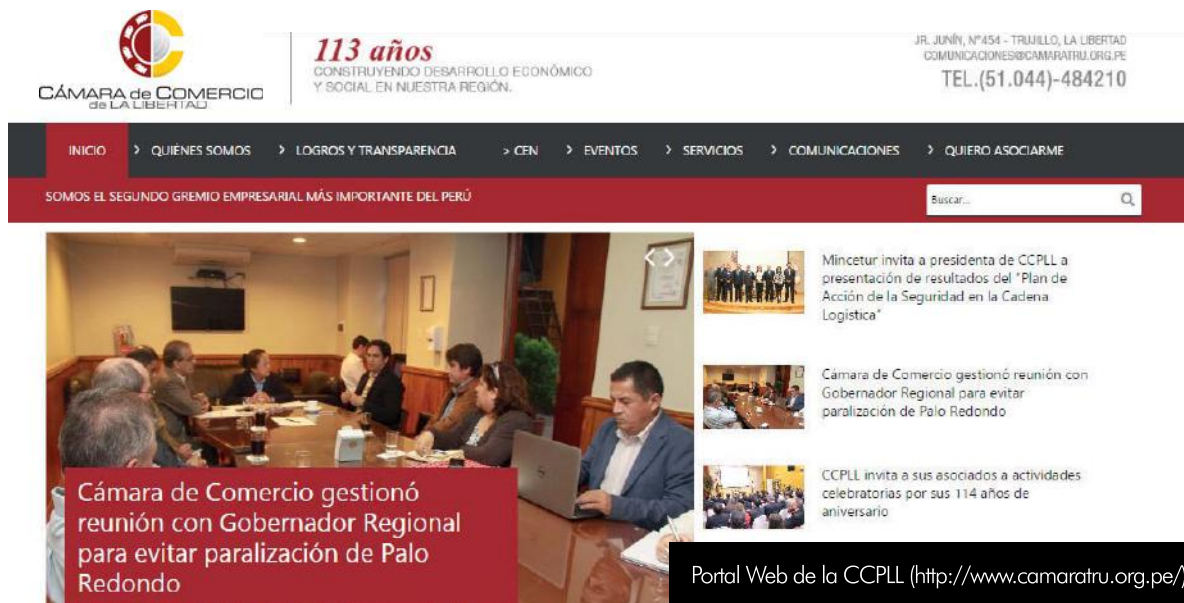 CÁMARA de COMERCIO
de LA LIBERTAD
113 años
CONSTRUYENDO DESARROLLO ECONÓMICO
Y SOCIAL EN NUESTRA REGIÓN.
JR. JUNÍN, Nº454 - TRUJILLO, LA LIBERTAD
COMUNICACIONES@CAMARATRU.ORG.PE
TEL.(51.044)-484210
INICIO > QUIÉNES SOMOS > LOGROS Y TRANSPARENCIA > CEN > EVENTOS > SERVICIOS > COMUNICACIONES > QUIERO ASOCIARME
SOMOS EL SEGUNDO GREMIO EMPRESARIAL MÁS IMPORTANTE DEL PERÚ
Buscar...
Cámara de Comercio gestionó
reunión con Gobernador Regional
para evitar paralización de Palo
Redondo
Mincetur invita a presidenta de CCPLL a
presentación de resultados del "Plan de
Acción de la Seguridad en la Cadena
Logística"
Cámara de Comercio gestionó reunión con
Gobernador Regional para evitar
paralización de Palo Redondo
CCPLL invita a sus asociados a actividades
celebratorias por sus 114 años de
aniversario
Portal Web de la CCPLL (http://www.camaratru.org.pe/)